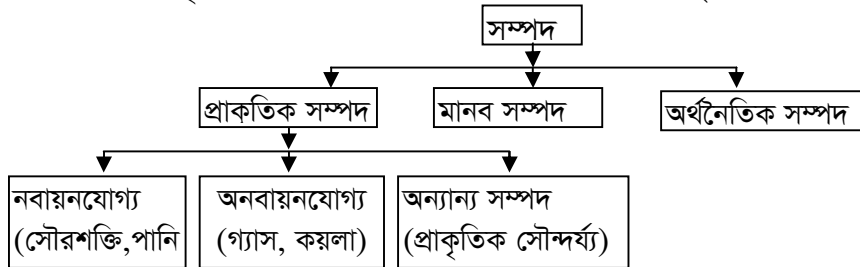 সম্পদ
প্রাকৃতিক সম্পদ
মানব সম্পদ
অর্থনৈতিক সম্পদ
নবায়নযোগ্য
(সৌরশক্তি,পানি
অনবায়নযোগ্য
(গ্যাস, কয়লা)
অন্যান্য সম্পদ
(প্রাকৃতিক সৌন্দর্য্য)